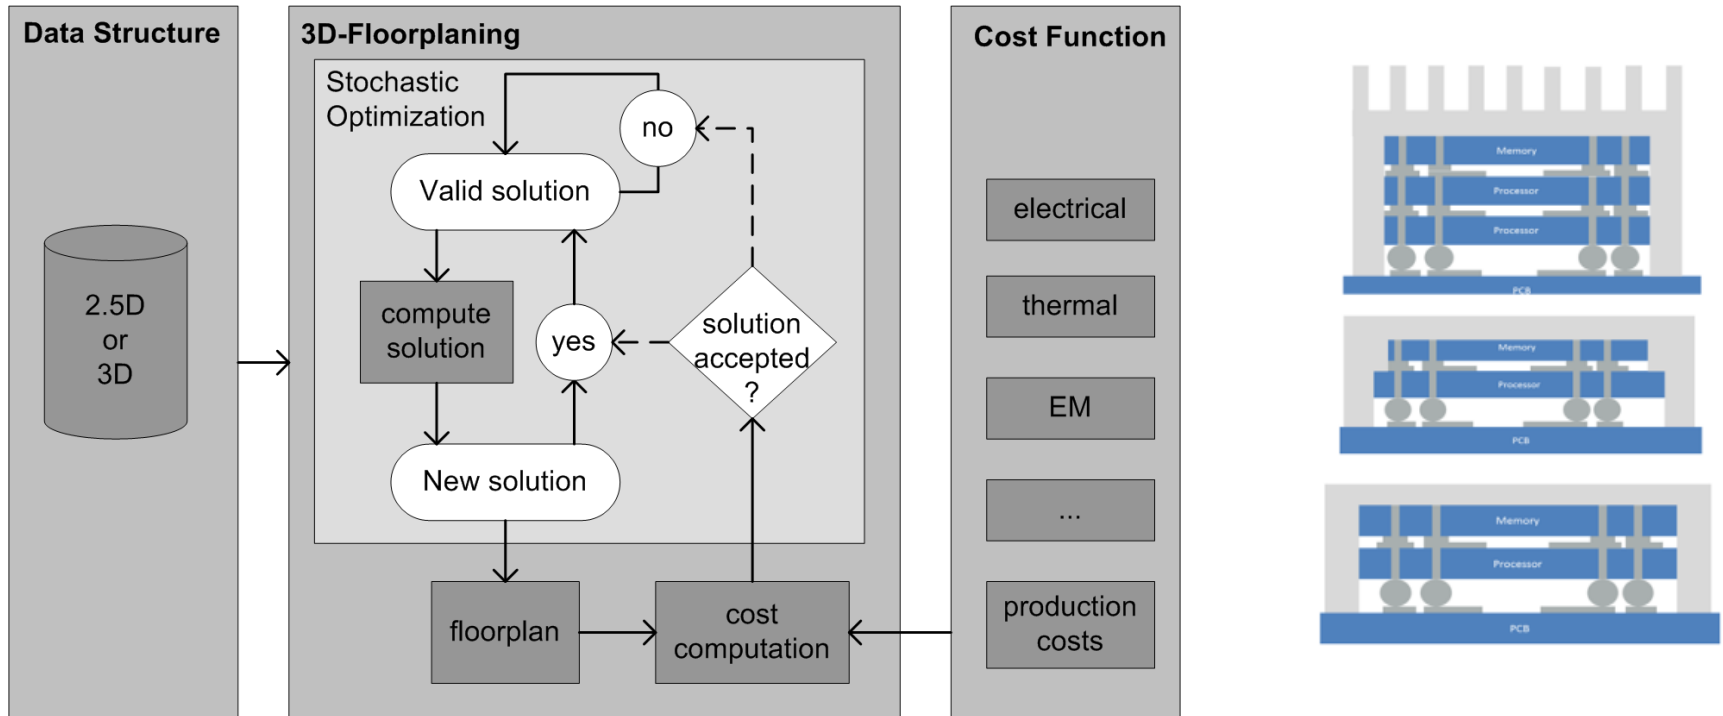 Data Structure
2.5D
or
3D
3D-Floorplaning
Stochastic
Optimization
no
Valid solution
compute
solution
yes
solution
accepted
?
New solution
floorplan
cost
computation
Cost Function
electrical
thermal
EM
...
production
costs
Memory
Processor
Processor
PCB
Memory
Processor
PCB
Memory
Processor
PCB